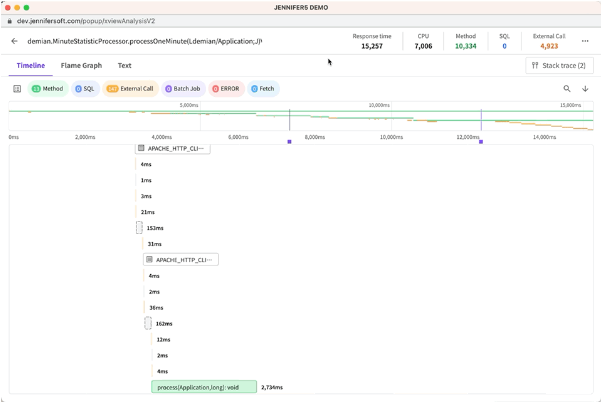 JENNIFER5 DEMO
dev.jennifersoft.com/popup/xviewAnalysisV2
demian.MinuteStatisticProcessor.processOneMinute(Ldemian/Application;J)V
Response time CPU Method SQL External Call
15,257 7,006 10,334 0 4,923
Timeline Flame Graph Text Stack trace (2)
Method 0 SQL External Call 0 Batch Job 0 ERROR 0 Fetch
5,000ms 10,000ms 15,000ms
0ms 2,000ms 4,000ms 6,000ms 8,000ms 10,000ms 12,000ms 14,000ms
APACHE_HTTP_CLI···
4ms
1ms
3ms
21ms
153ms
31ms
APACHE_HTTP_CLI···
4ms
2ms
36ms
162ms
12ms
2ms
4ms
process(Application,long): void 2,734ms